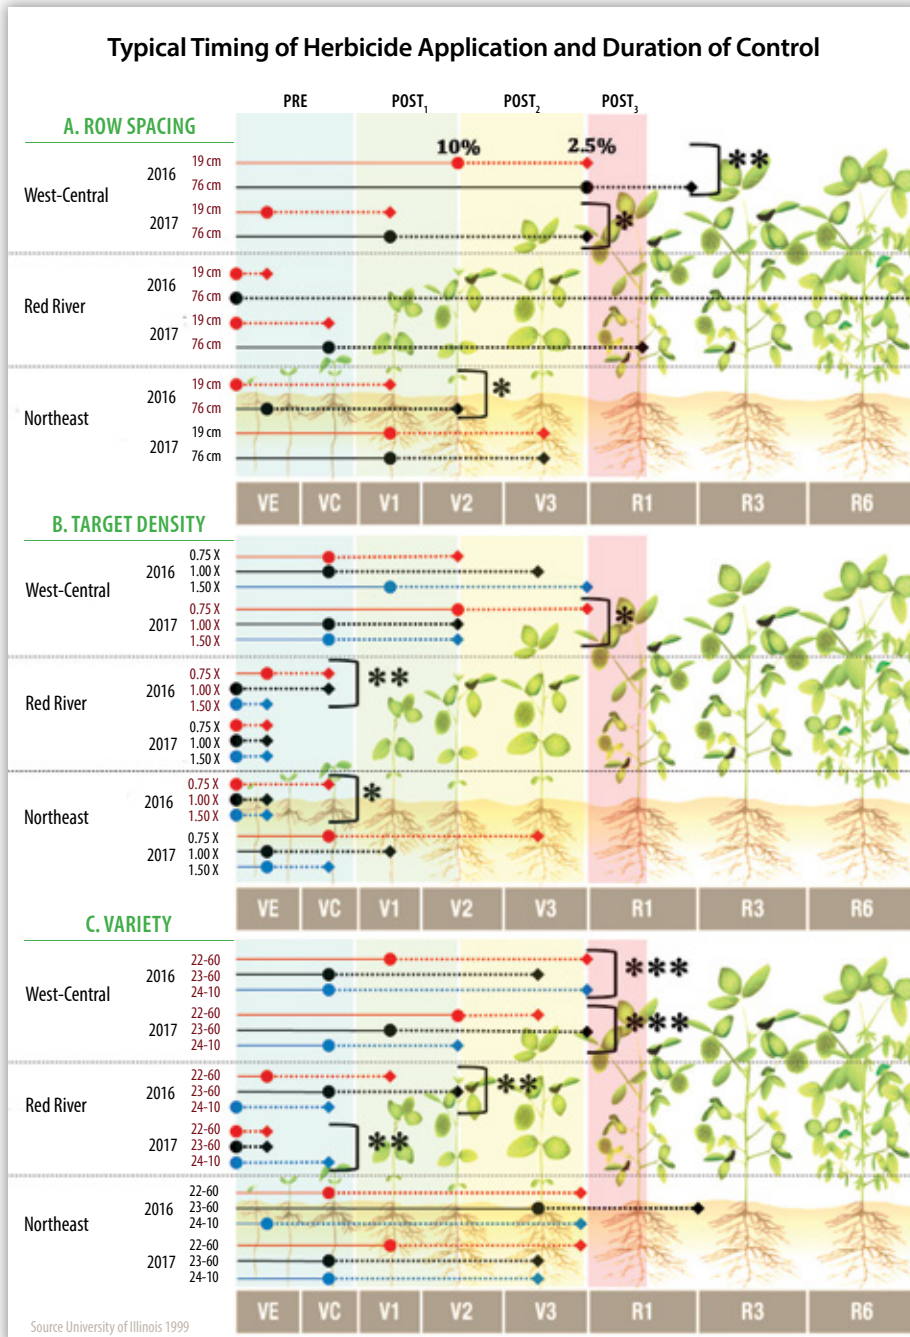 Typical Timing of Herbicide Application and Duration of Control
PRE POST1 POST2 POST3
A. ROW SPACING
10% 2.5%
West-Central
2016
19 cm
76 cm
**
2017
19 cm
76 cm
*
Red River
2016
19 cm
76 cm
2017
19 cm
76 cm
Northeast
2016
19 cm
76 cm
*
2017
19 cm
76 cm
VE VC V1 V2 V3 R1 R3 R6
B. TARGET DENSITY
West-Central
2016
0.75 X
1.00 X
1.50 X
2017
0.75 X
1.00 X
1.50 X
*
Red River
2016
0.75 X
1.00 X
1.50 X
**
2017
0.75 X
1.00 X
1.50 X
Northeast
2016
0.75 X
1.00 X
1.50 X
*
2017
0.75 X
1.00 X
1.50 X
VE VC V1 V2 V3 R1 R3 R6
C. VARIETY
West-Central
2016
22-60
23-60
24-10
***
2017
22-60
23-60
24-10
***
Red River
2016
22-60
23-60
24-10
**
2017
22-60
23-60
24-10
**
Northeast
2016
22-60
23-60
24-10
2017
22-60
23-60
24-10
VE VC V1 V2 V3 R1 R3 R6
Source University of Illinois 1999